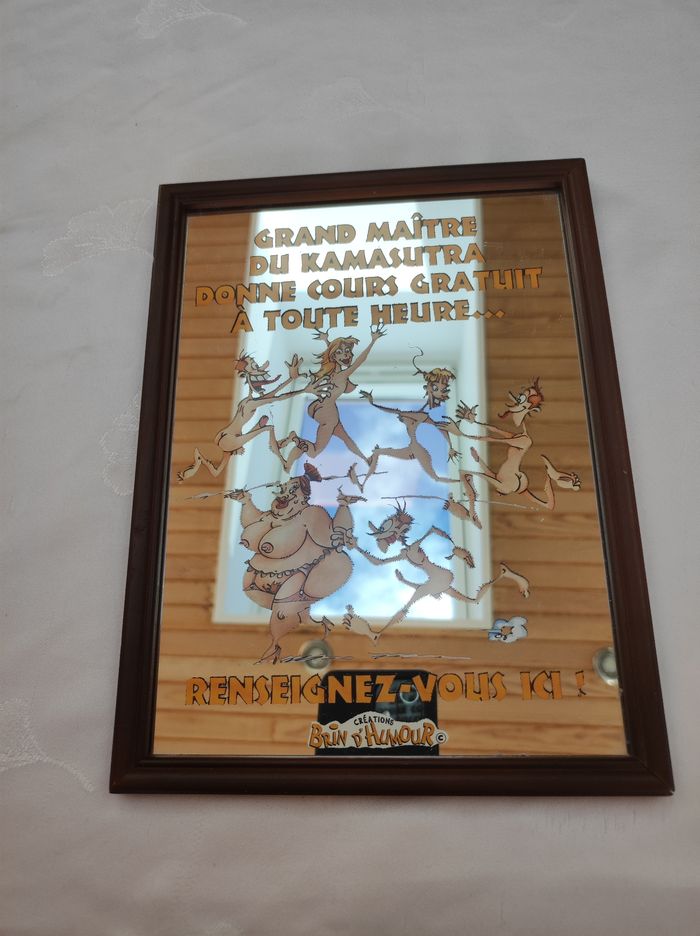 GRAND MAÎTRE
DU KAMASUTRA
DONNE COURS GRATUIT
À TOUTE HEURE...
RENSEIGNEZ-VOUS ICI !
CRÉATIONS
BRIN D'HUMOUR ©